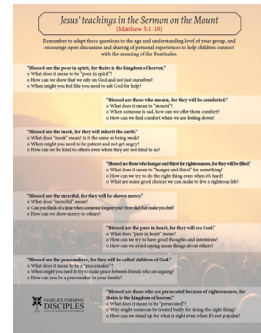 Jesus' teachings in the Sermon on the Mount
(Matthew 5:1-10)
Remember to adapt these questions to the age and understanding level of your group, and
encourage open discussion and sharing of personal experiences to help children connect
with the meaning of the Beatitudes.
"Blessed are the poor in spirit, for theirs is the kingdom of heaven."
o What does it mean to be "poor in spirit"?
o How can we show that we rely on God and not just ourselves?
o When might you feel like you need to ask God for help?
"Blessed are those who mourn, for they will be comforted."
o What does it mean to "mourn"?
o When someone is sad, how can we offer them comfort?
o How can we find comfort when we are feeling down?
"Blessed are the meek, for they will inherit the earth."
o What does "meek" mean? Is it the same as being weak?
o When might you need to be patient and not get angry?
o How can we be kind to others even when they are not kind to us?
"Blessed are those who hunger and thirst for righteousness, for they will be filled"
o What does it mean to "hunger and thirst" for something?
o How can we try to do the right thing even when it's hard?
o What are some good choices we can make to live a righteous life?
"Blessed are the merciful, for they will be shown mercy."
o What does "merciful" mean?
o Can you think of a time when someone forgave you? How did that make you feel?
o How can we show mercy to others?
"Blessed are the pure in heart, for they will see God."
o What does "pure in heart" mean?
o How can we try to have good thoughts and intentions?
o How can we avoid saying mean things about others?
"Blessed are the peacemakers, for they will be called children of God."
o What does it mean to be a "peacemaker"?
o When might you need to try to make peace between friends who are arguing?
o How can you be a peacemaker in your family?
"Blessed are those who are persecuted because of righteousness, for
theirs is the kingdom of heaven"
o What does it mean to be "persecuted"?
o Why might someone be treated badly for doing the right thing?
o How can we stand up for what is right even when it's not popular?
FAMILIES FORMING
DISCIPLES